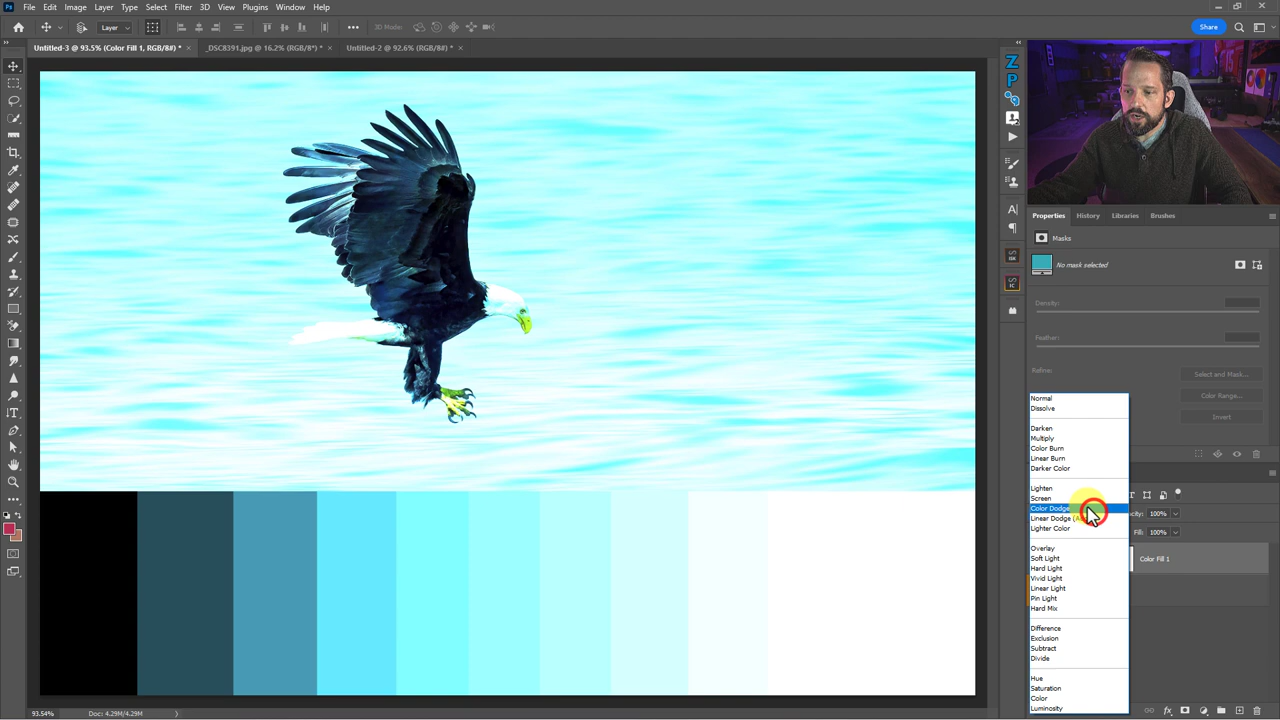 Ps File Edit Image Layer Type Select Filter 3D View Plugins Window Help
Layer 3D Mode: Share
Untitled-3 @ 93.5% (Color Fill 1, RGB/8#) * × _DSC8391.jpg @ 16.2% (RGB/8*) * × Untitled-2 @ 92.6% (RGB/8#) * ×
Z
P
A
Properties History Libraries Brushes
Masks
No mask selected
Density:
Feather:
Refine:
Select and Mask...
Color Range...
Invert
Normal
Dissolve
Darken
Multiply
Color Burn
Linear Burn
Darker Color
Lighten
Screen
Color Dodge
Linear Dodge
Lighter Color
Overlay
Soft Light
Hard Light
Vivid Light
Linear Light
Pin Light
Hard Mix
Difference
Exclusion
Subtract
Divide
Hue
Saturation
Color
Luminosity
100%
Fill: 100%
Color Fill 1
93.54% Doc: 4.29M/4.29M